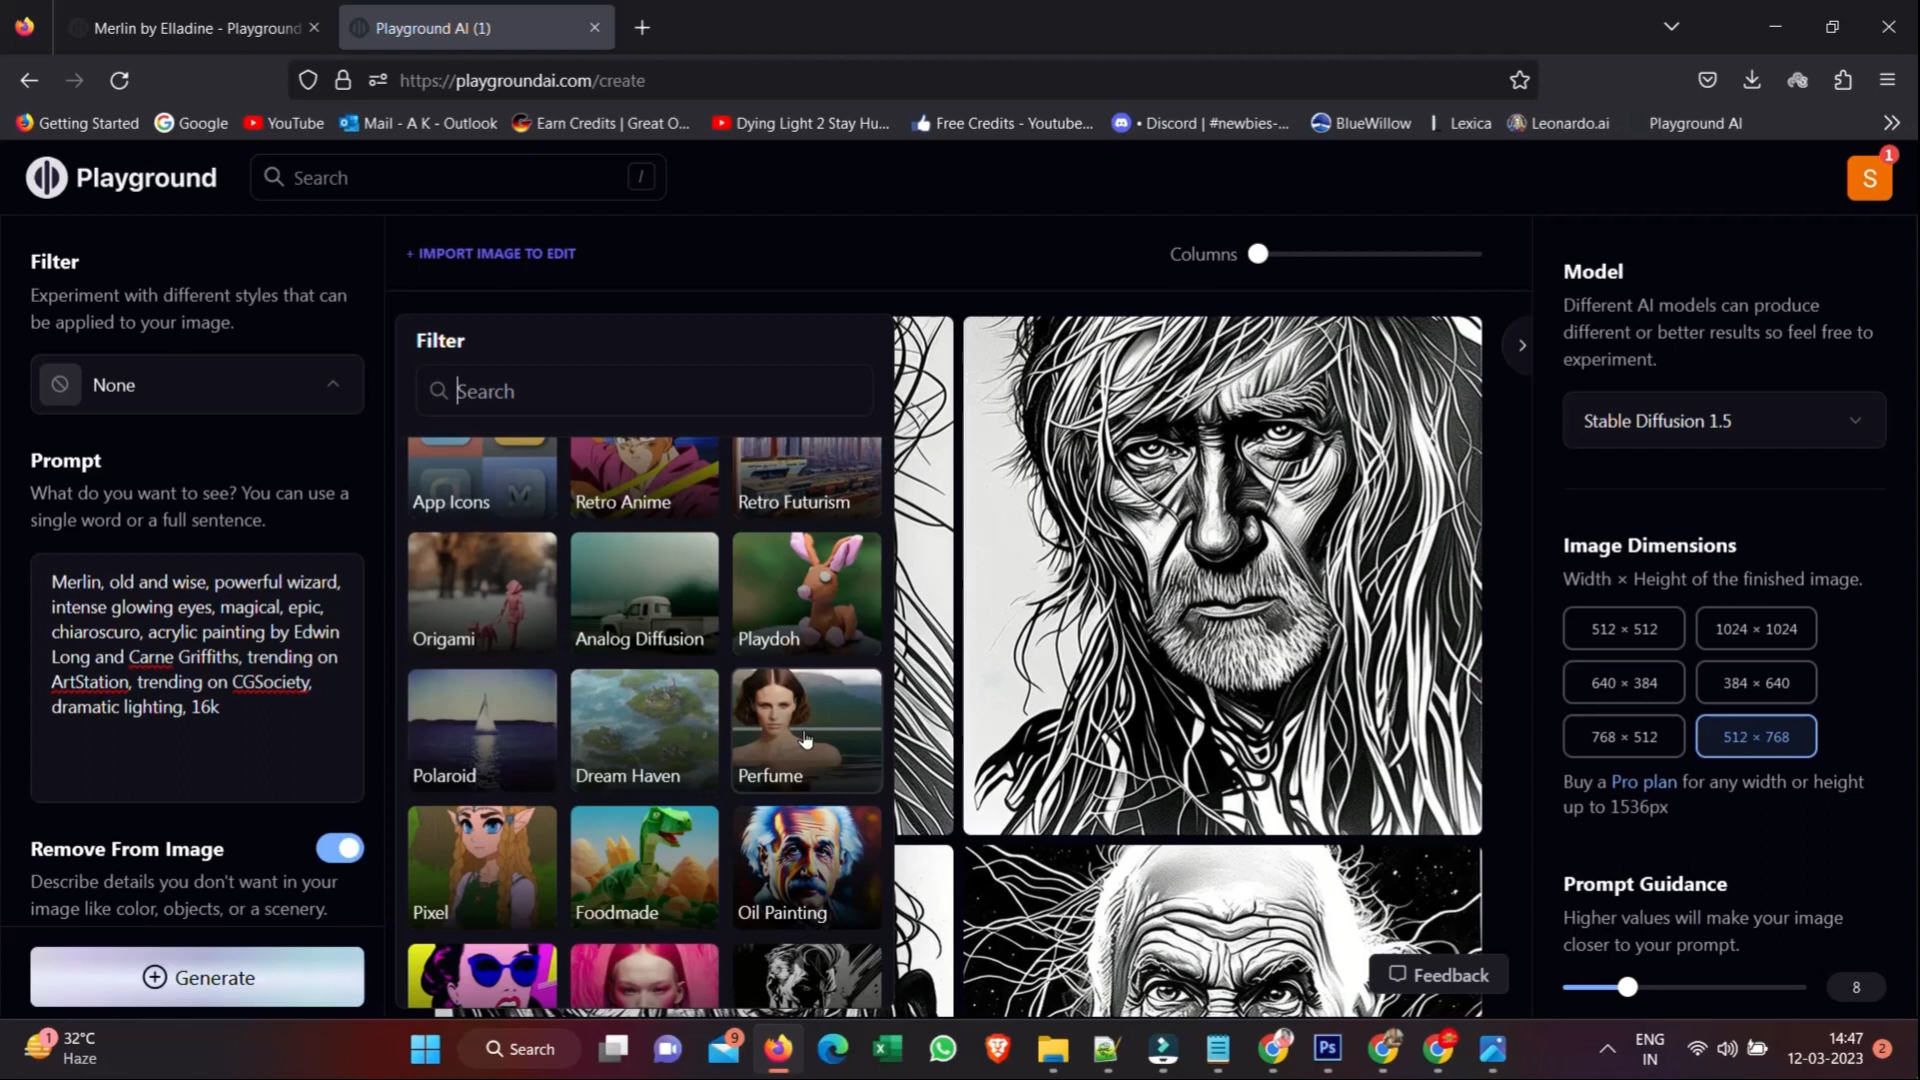 Merlin by Elladine - Playground
Playground AI (1)
https://playgroundai.com/create
Getting Started
Google
YouTube
Mail - A K - Outlook
Earn Credits | Great O...
Dying Light 2 Stay Hu...
Free Credits - Youtube...
• Discord | #newbies-...
BlueWillow
Lexica
Leonardo.ai
Playground AI
Playground
Search
/
S
1
Filter
Experiment with different styles that can
be applied to your image.
None
Prompt
What do you want to see? You can use a
single word or a full sentence.
Merlin, old and wise, powerful wizard,
intense glowing eyes, magical, epic,
chiaroscuro, acrylic painting by Edwin
Long and Carne Griffiths, trending on
ArtStation, trending on CGSociety,
dramatic lighting, 16k
Remove From Image
Describe details you don't want in your
image like color, objects, or a scenery.
Generate
+ IMPORT IMAGE TO EDIT
Columns
Filter
Search
App Icons
Retro Anime
Retro Futurism
Origami
Analog Diffusion
Playdoh
Polaroid
Dream Haven
Perfume
Pixel
Foodmade
Oil Painting
Feedback
Model
Different AI models can produce
different or better results so feel free to
experiment.
Stable Diffusion 1.5
Image Dimensions
Width × Height of the finished image.
512 × 512
1024 × 1024
640 × 384
384 × 640
768 × 512
512 × 768
Buy a Pro plan for any width or height
up to 1536px
Prompt Guidance
Higher values will make your image
closer to your prompt.
8
1
32°C
Haze
Search
9
Ps
ENG
IN
14:47
12-03-2023
2